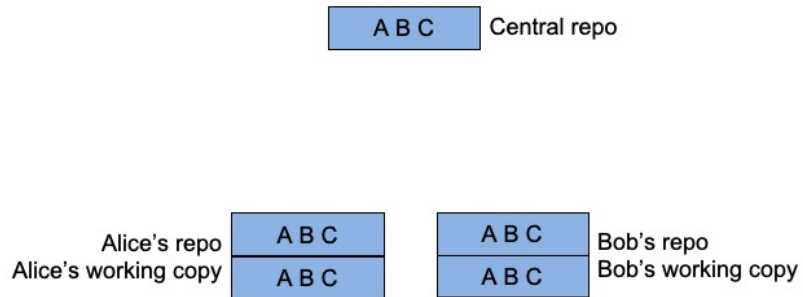 A B C Central repo
Alice's repo A B C A B C Bob's repo
Alice's working copy A B C A B C Bob's working copy